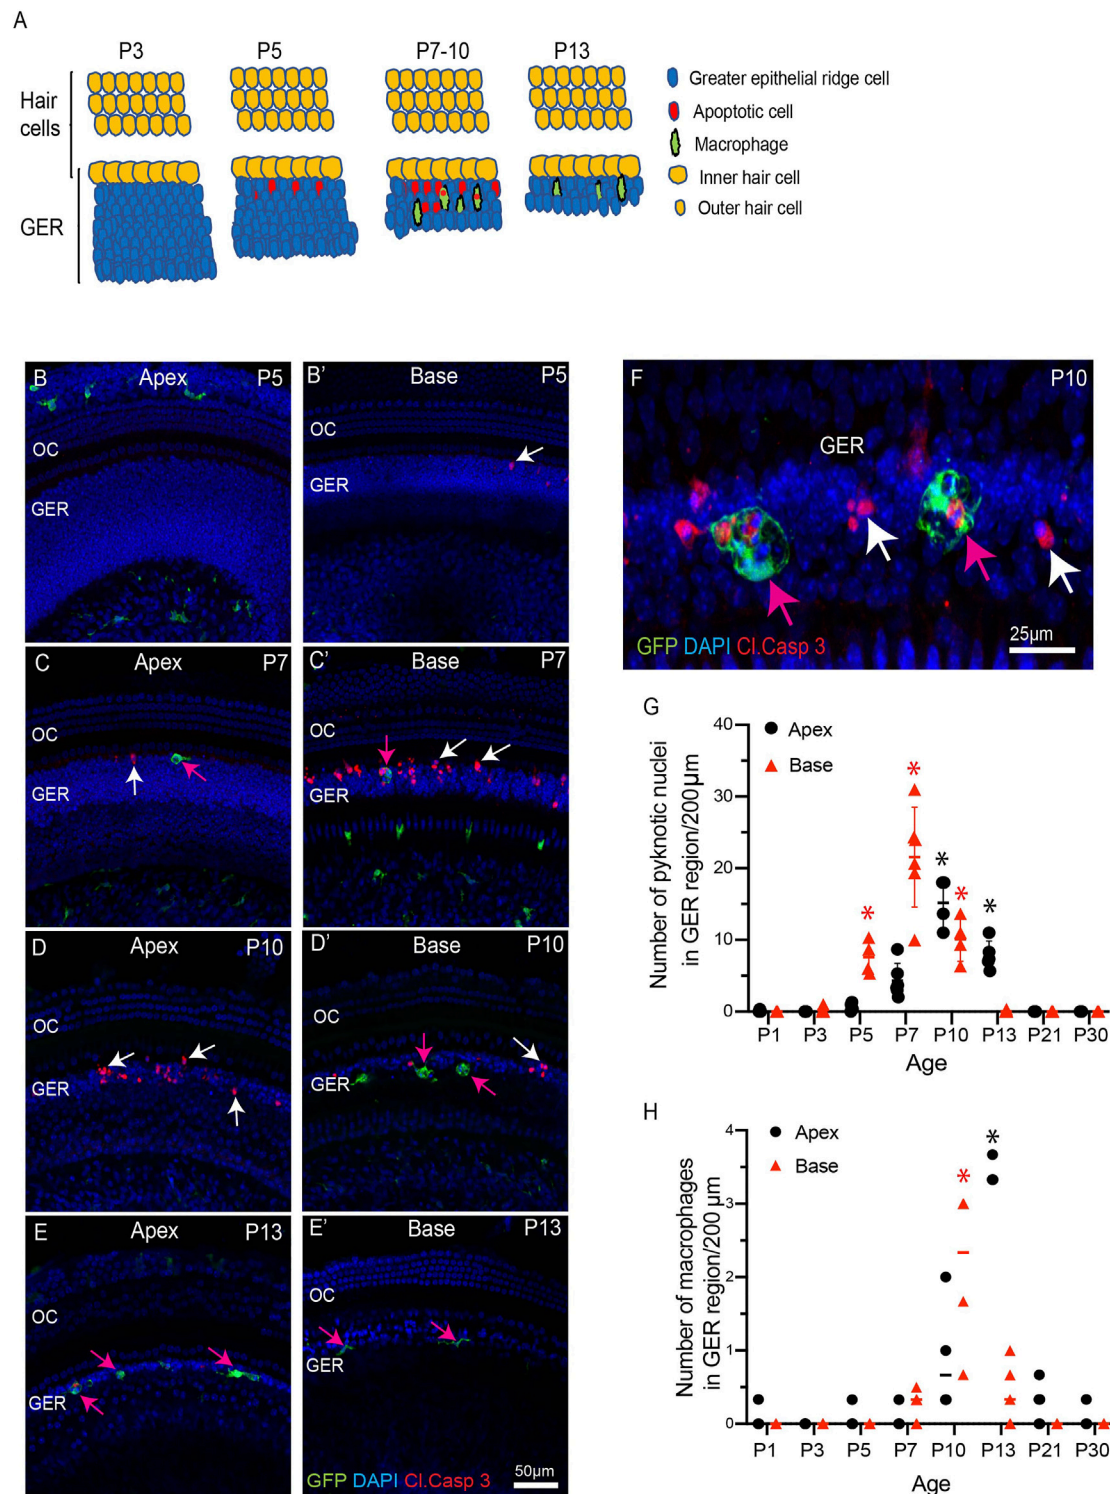 A
P3 P5 P7-10 P13
Hair
cells
GER
Greater epithelial ridge cell
Apoptotic cell
Macrophage
Inner hair cell
Outer hair cell
B Apex P5
OC
GER
B' Base P5
OC
GER
C Apex P7
OC
GER
C' Base P7
OC
GER
D Apex P10
OC
GER
D' Base P10
OC
GER
E Apex P13
OC
GER
E' Base P13
OC
GER
GFP DAPI Cl.Casp 3
50µm
F P10
GER
GFP DAPI Cl.Casp 3
25µm
G
Number of pyknotic nuclei
in GER region/200µm
40
30
20
10
0
Apex
Base
* * * * *
P1 P3 P5 P7 P10 P13 P21 P30
Age
H
Number of macrophages
in GER region/200 µm
4
3
2
1
0
Apex
Base
* *
P1 P3 P5 P7 P10 P13 P21 P30
Age